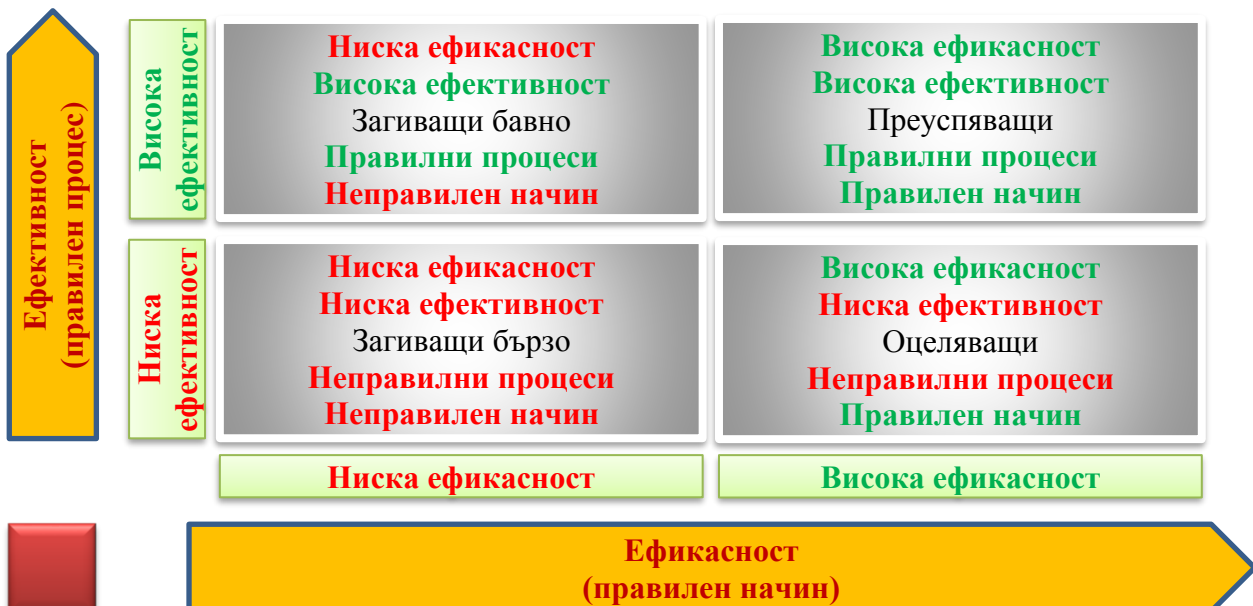 Ефективност
(правилен процес)
Висока
ефективност
Ниска ефикасност
Висока ефективност
Загиващи бавно
Правилни процеси
Неправилен начин
Висока ефикасност
Висока ефективност
Преуспяващи
Правилни процеси
Правилен начин
Ниска
ефективност
Ниска ефикасност
Ниска ефективност
Загиващи бързо
Неправилни процеси
Неправилен начин
Висока ефикасност
Ниска ефективност
Оцеляващи
Неправилни процеси
Правилен начин
Ниска ефикасност
Висока ефикасност
Ефикасност
(правилен начин)